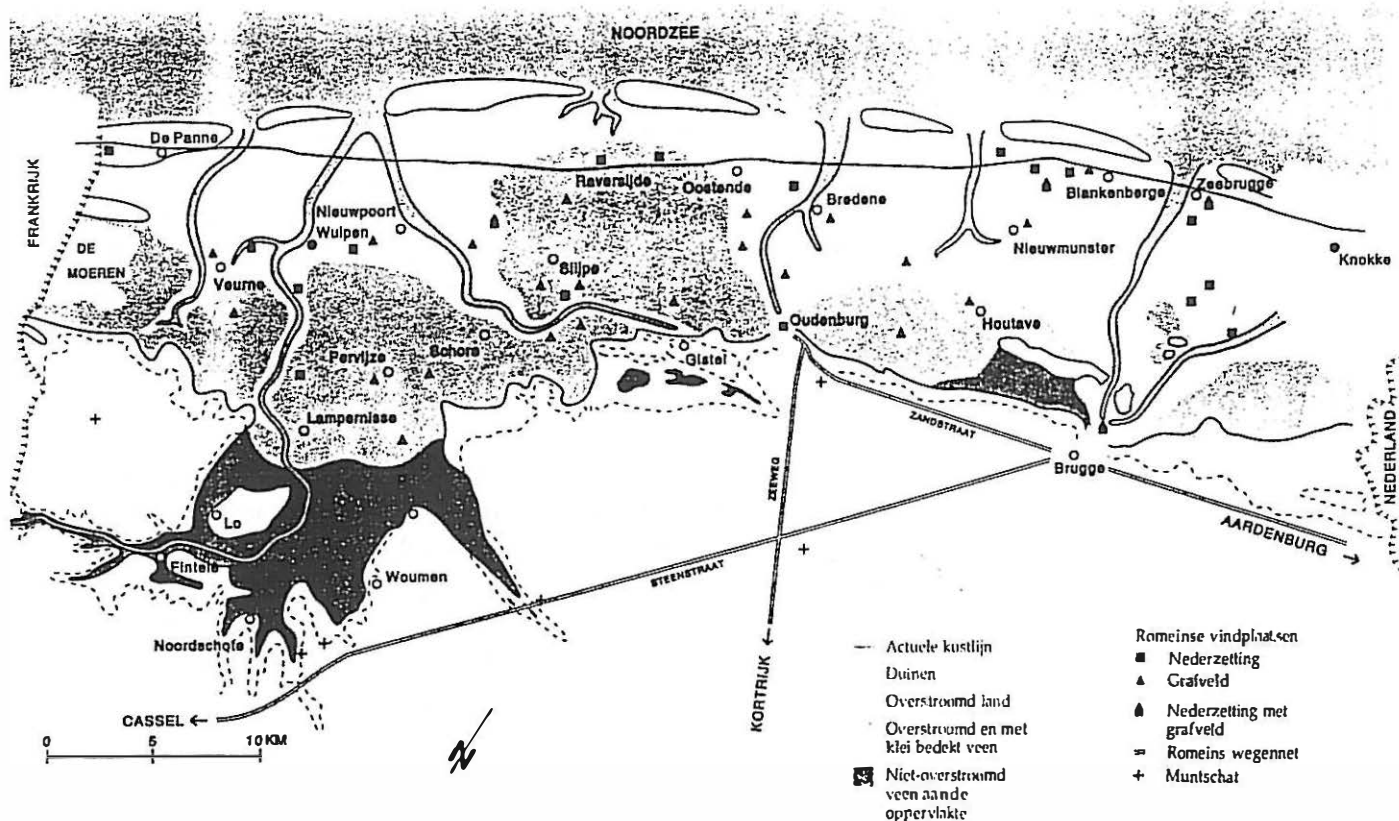 NOORDZEE
FRANKRIJK
De Panne
Raversijde
Oostende
Bredene
Blankenberge
Zeebrugge
Nieuwpoort
Wulpen
Nieuwmunster
Knokke
DE
MOEREN
Veurne
Slijpe
Oudenburg
Houtave
Schore
Gistel
Pervijze
Lampernisse
ZANDSTRAAT
ZEEWEG
Brugge
NEDERLAND
Lo
AARDENBURG →
Fintele
Woumen
STEENSTRAAT
Noordschote
CASSEL ←
KORTRIJK ←
0 5 10 KM
N
Actuele kustlijn
Duinen
Overstroomd land
Overstroomd en met
klei bedekt veen
Niet-overstroomd
veen aan de
oppervlakte
Romeinse vindplaatsen
Nederzetting
Grafveld
Nederzetting met
grafveld
Romeins wegennet
Muntschat